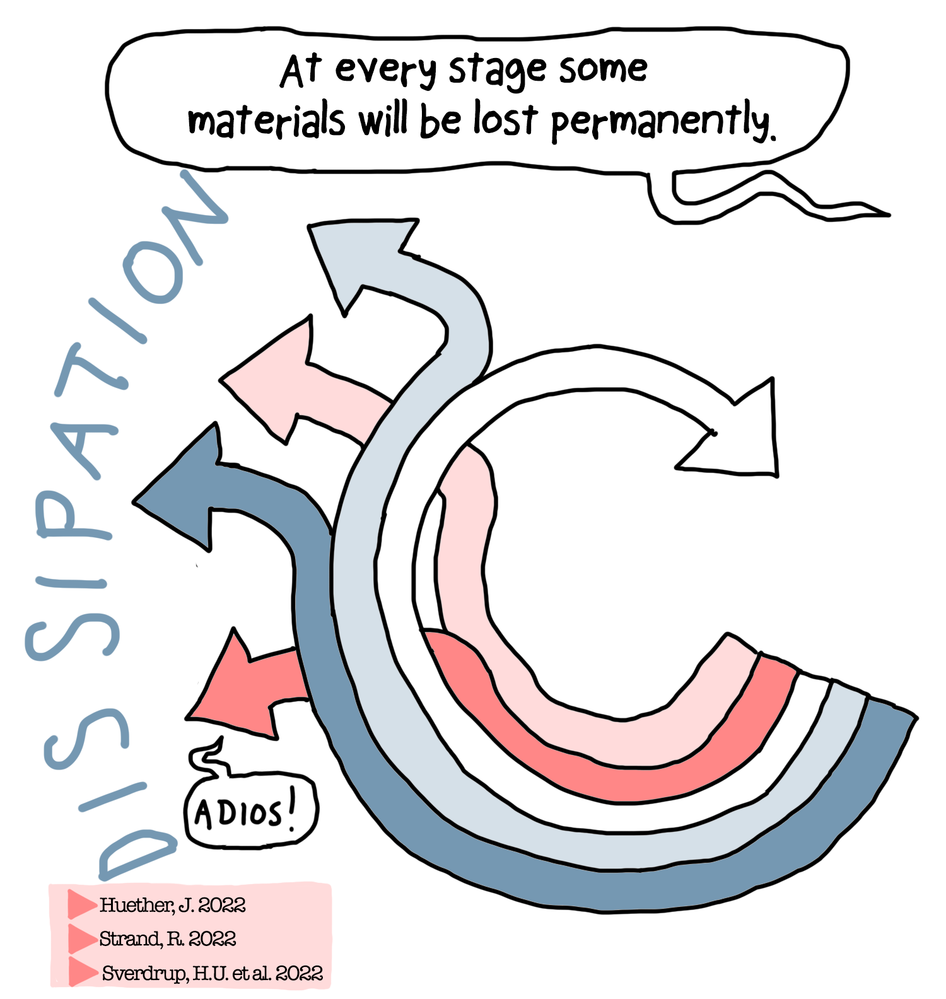 At every stage some
materials will be lost permanently.
DISSIPATION
ADIOS!
Huether, J. 2022
Strand, R. 2022
Sverdrup, H.U. et al. 2022